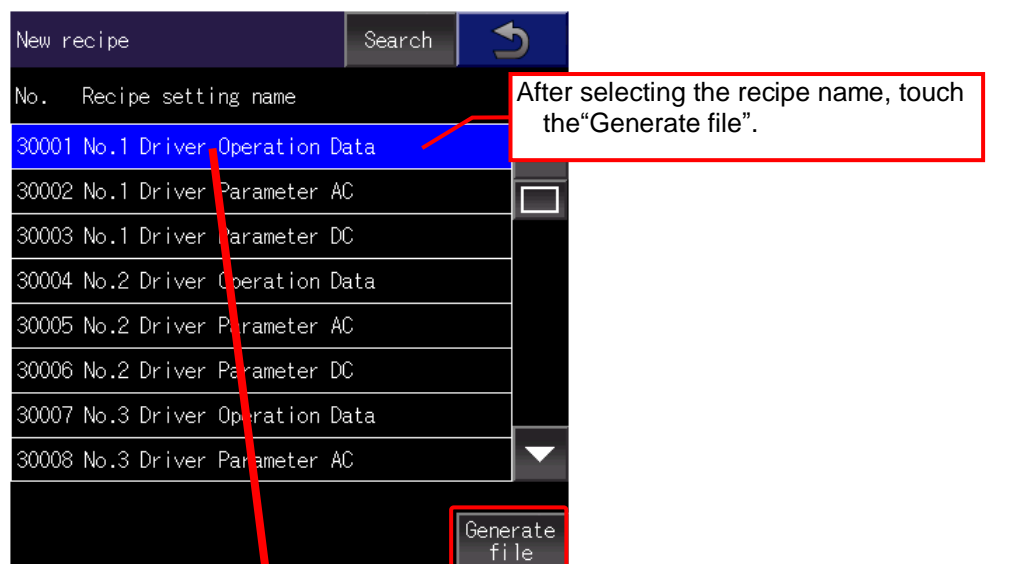 New recipe
Search
No. Recipe setting name
After selecting the recipe name, touch
the“Generate file”.
30001 No.1 Driver Operation Data
30002 No.1 Driver Parameter AC
30003 No.1 Driver Parameter DC
30004 No.2 Driver Operation Data
30005 No.2 Driver Parameter AC
30006 No.2 Driver Parameter DC
30007 No.3 Driver Operation Data
30008 No.3 Driver Parameter AC
Generate
file